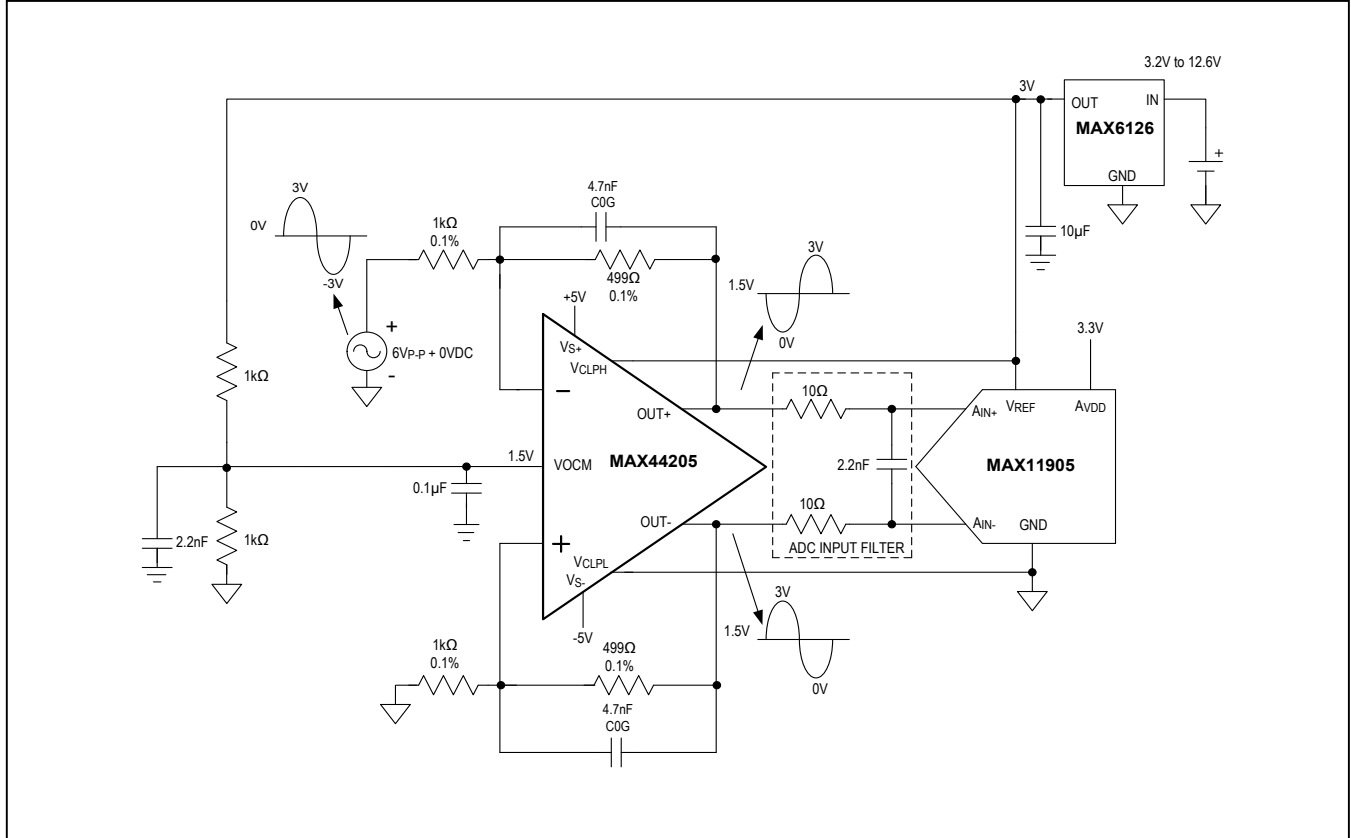 3.2V to 12.6V
3V
OUT
IN
MAX6126
GND
+
10µF
3V
0V
-3V
1kΩ
0.1%
4.7nF
C0G
499Ω
0.1%
+
6VP-P + 0VDC
-
1kΩ
+5V
VS+
VCLPH
−
OUT+
VOCM
MAX44205
1.5V
0.1µF
OUT-
+
VCLPL
VS-
-5V
3V
1.5V
0V
10Ω
2.2nF
10Ω
ADC INPUT FILTER
3.3V
AIN+
VREF
AVDD
MAX11905
AIN-
GND
2.2nF
1kΩ
3V
1.5V
0V
1kΩ
0.1%
499Ω
0.1%
4.7nF
C0G